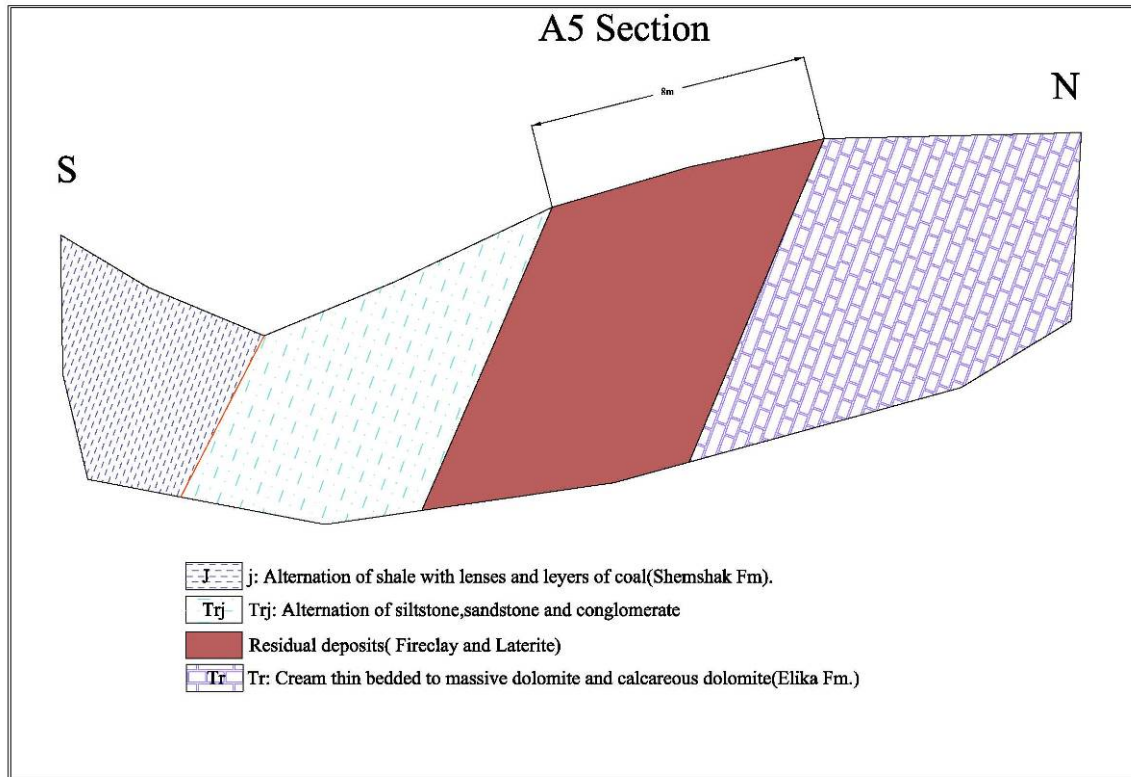 A5 Section
8m
N
S
J j: Alternation of shale with lenses and leyers of coal(Shemshak Fm).
Trj Trj: Alternation of siltstone,sandstone and conglomerate
Residual deposits( Fireclay and Laterite)
Tr Tr: Cream thin bedded to massive dolomite and calcareous dolomite(Elika Fm.)